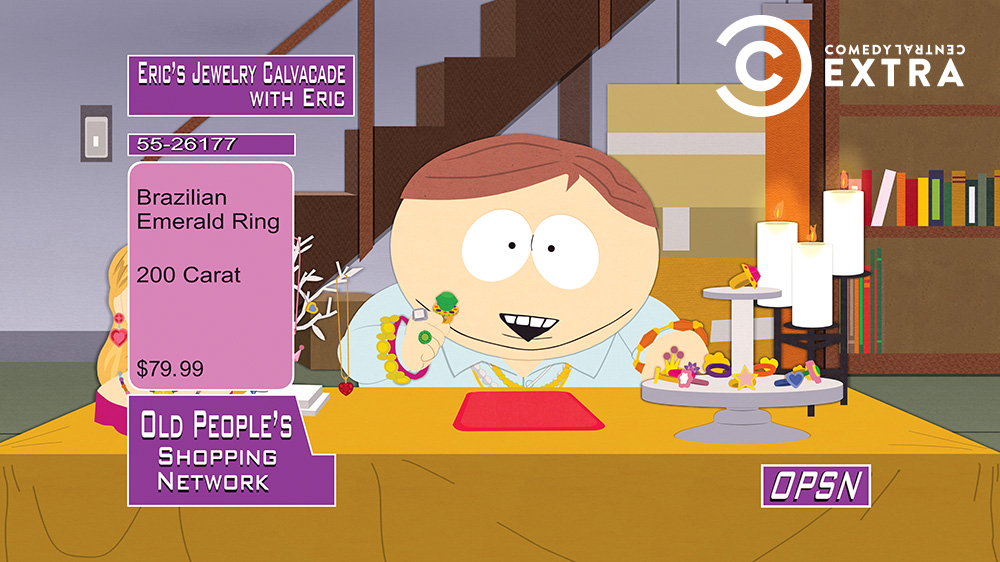 ERIC'S JEWELRY CALVACADE
WITH ERIC
55-26177
Brazilian
Emerald Ring
200 Carat
$79.99
OLD PEOPLE'S
SHOPPING
NETWORK
COMEDY CENTRAL
EXTRA
OPSN